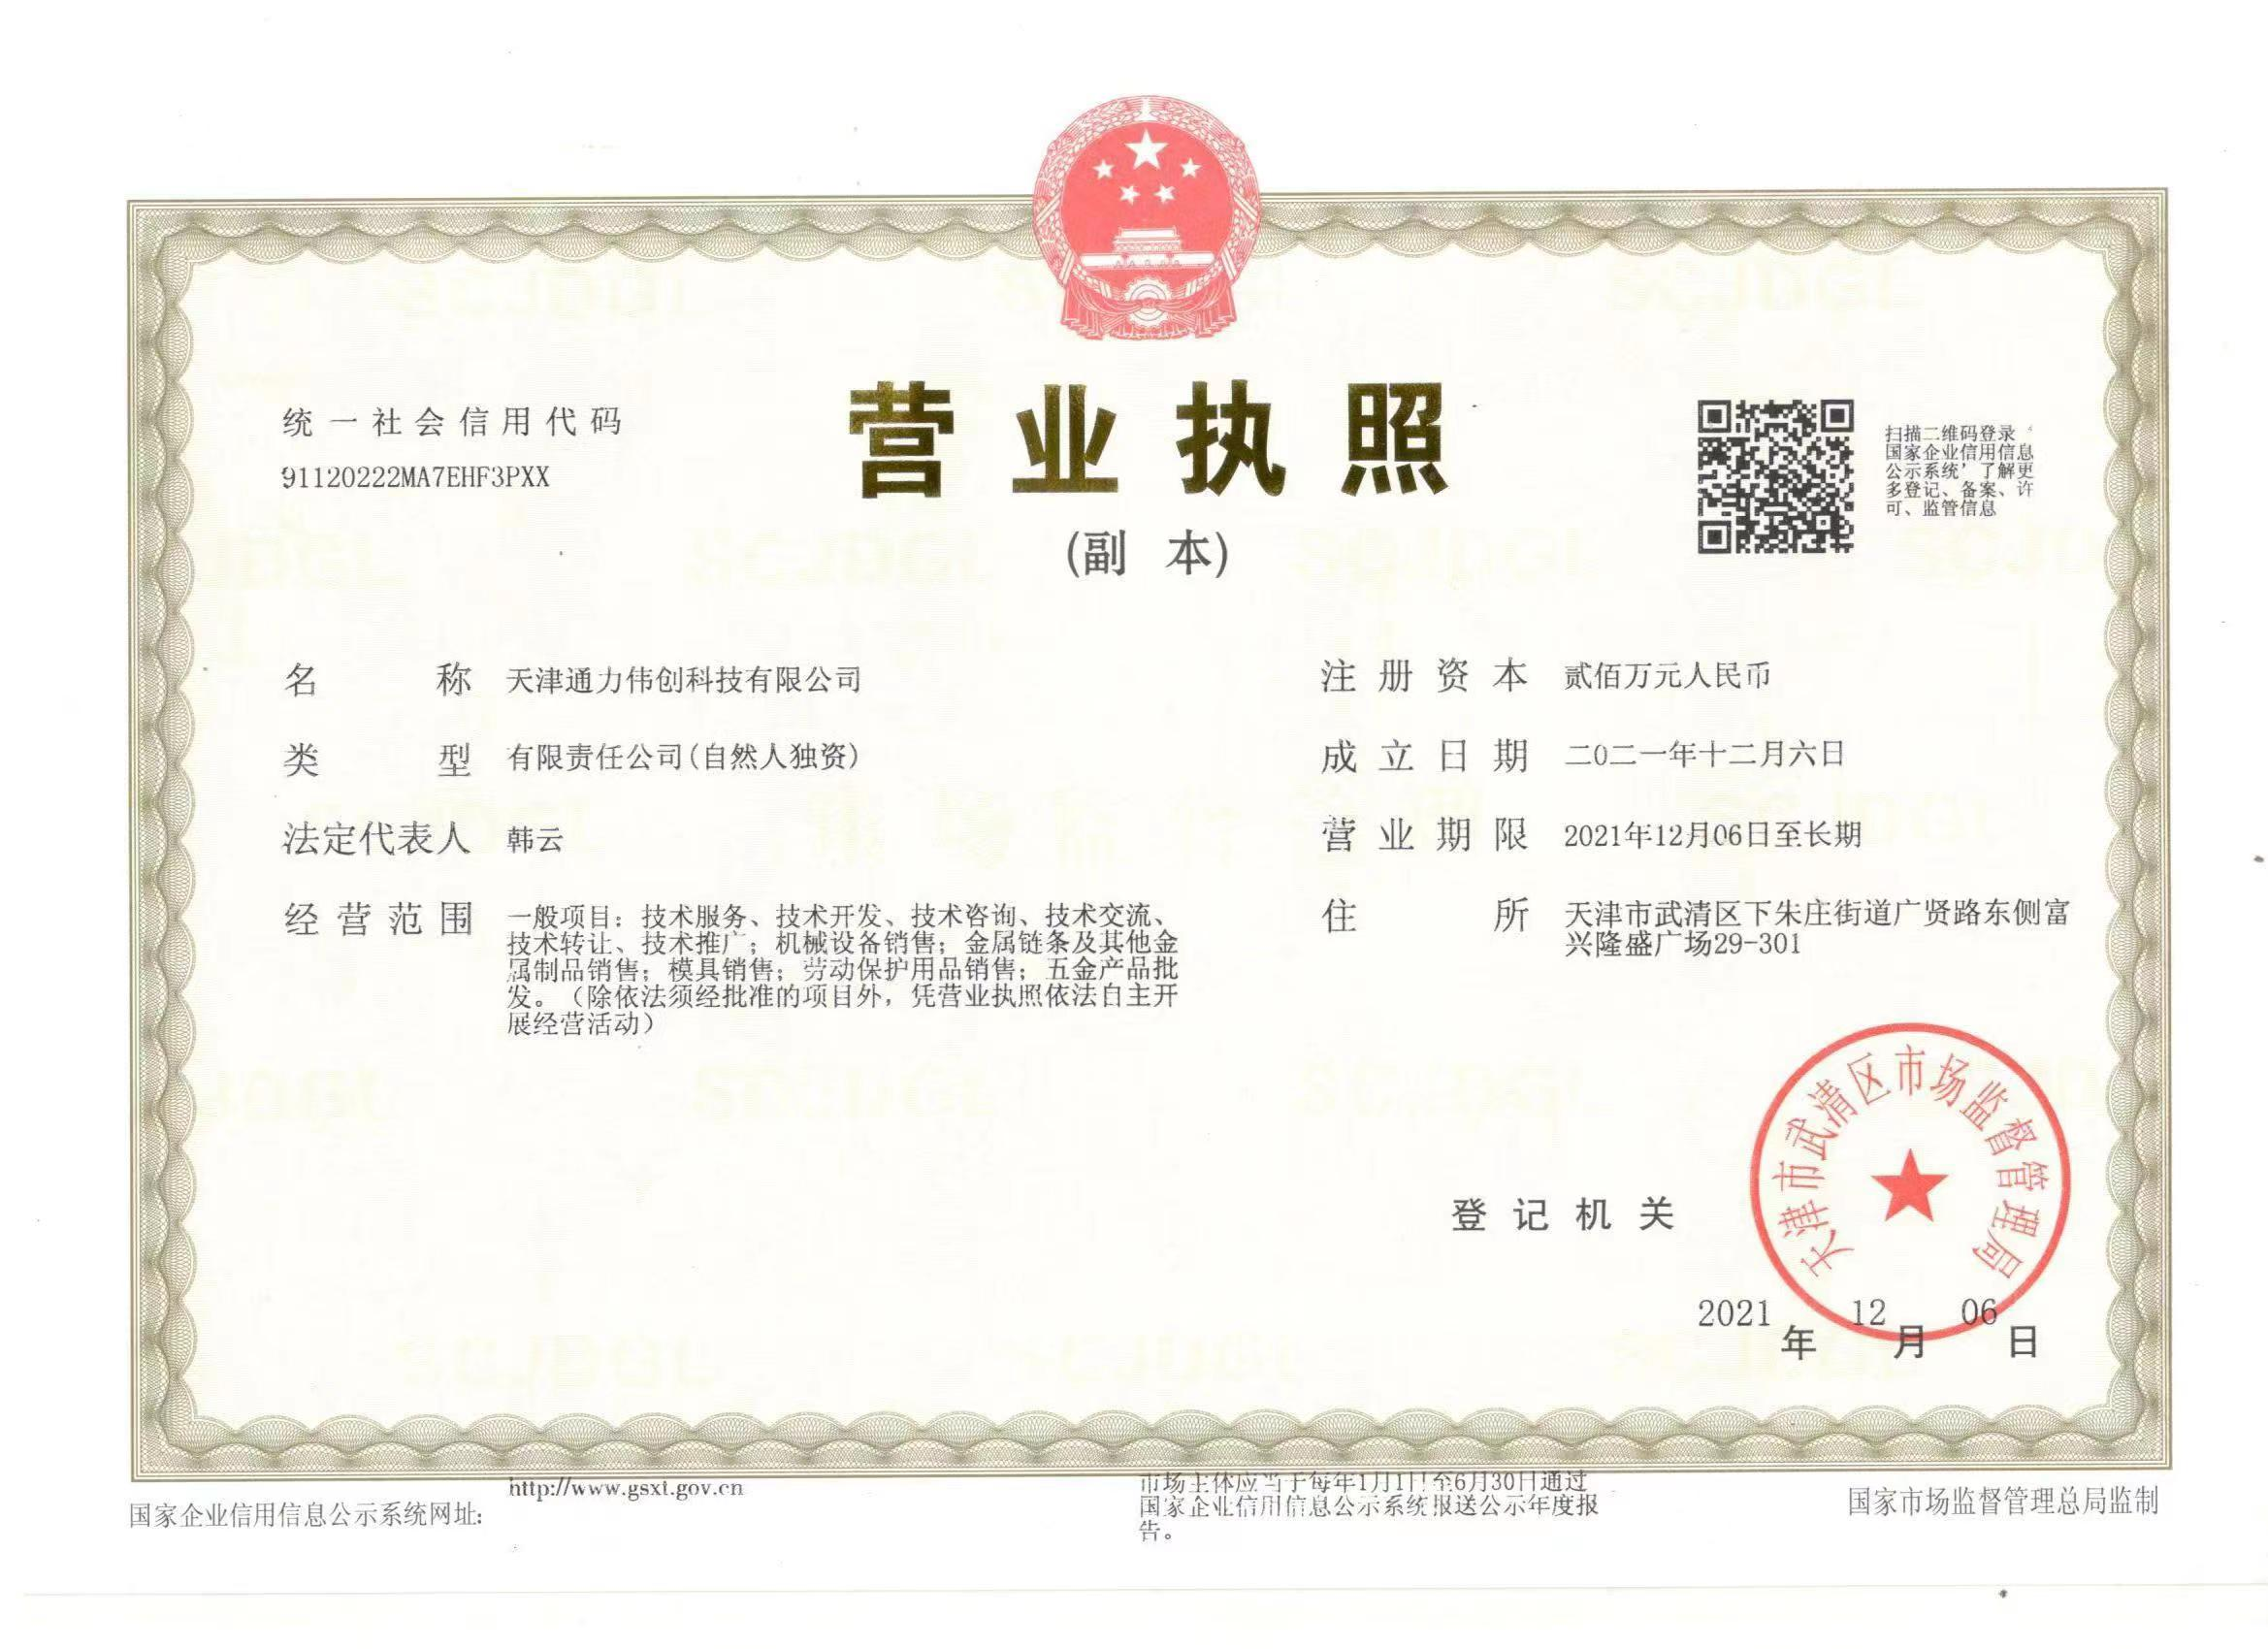 营业执照
(副 本)
统一社会信用代码
91120222MA7EHF3PXX
扫描二维码登录
国家企业信用信息
公示系统’了解更
多登记、备案、许
可、监管信息
名 称 天津通力伟创科技有限公司
类 型 有限责任公司(自然人独资)
法定代表人 韩云
经营范围 一般项目：技术服务、技术开发、技术咨询、技术交流、
技术转让、技术推广；机械设备销售；金属链条及其他金
属制品销售；模具销售；劳动保护用品销售；五金产品批
发。（除依法须经批准的项目外，凭营业执照依法自主开
展经营活动）
注册资本 贰佰万元人民币
成立日期 二〇二一年十二月六日
营业期限 2021年12月06日至长期
住 所 天津市武清区下朱庄街道广贤路东侧富
兴隆盛广场29-301
天津市武清区市场监督管理局
登记机关
2021年12月06日
国家企业信用信息公示系统网址: http://www.gsxt.gov.cn
市场主体应当于每年1月1日至6月30日通过
国家企业信用信息公示系统报送公示年度报
告。
国家市场监督管理总局监制